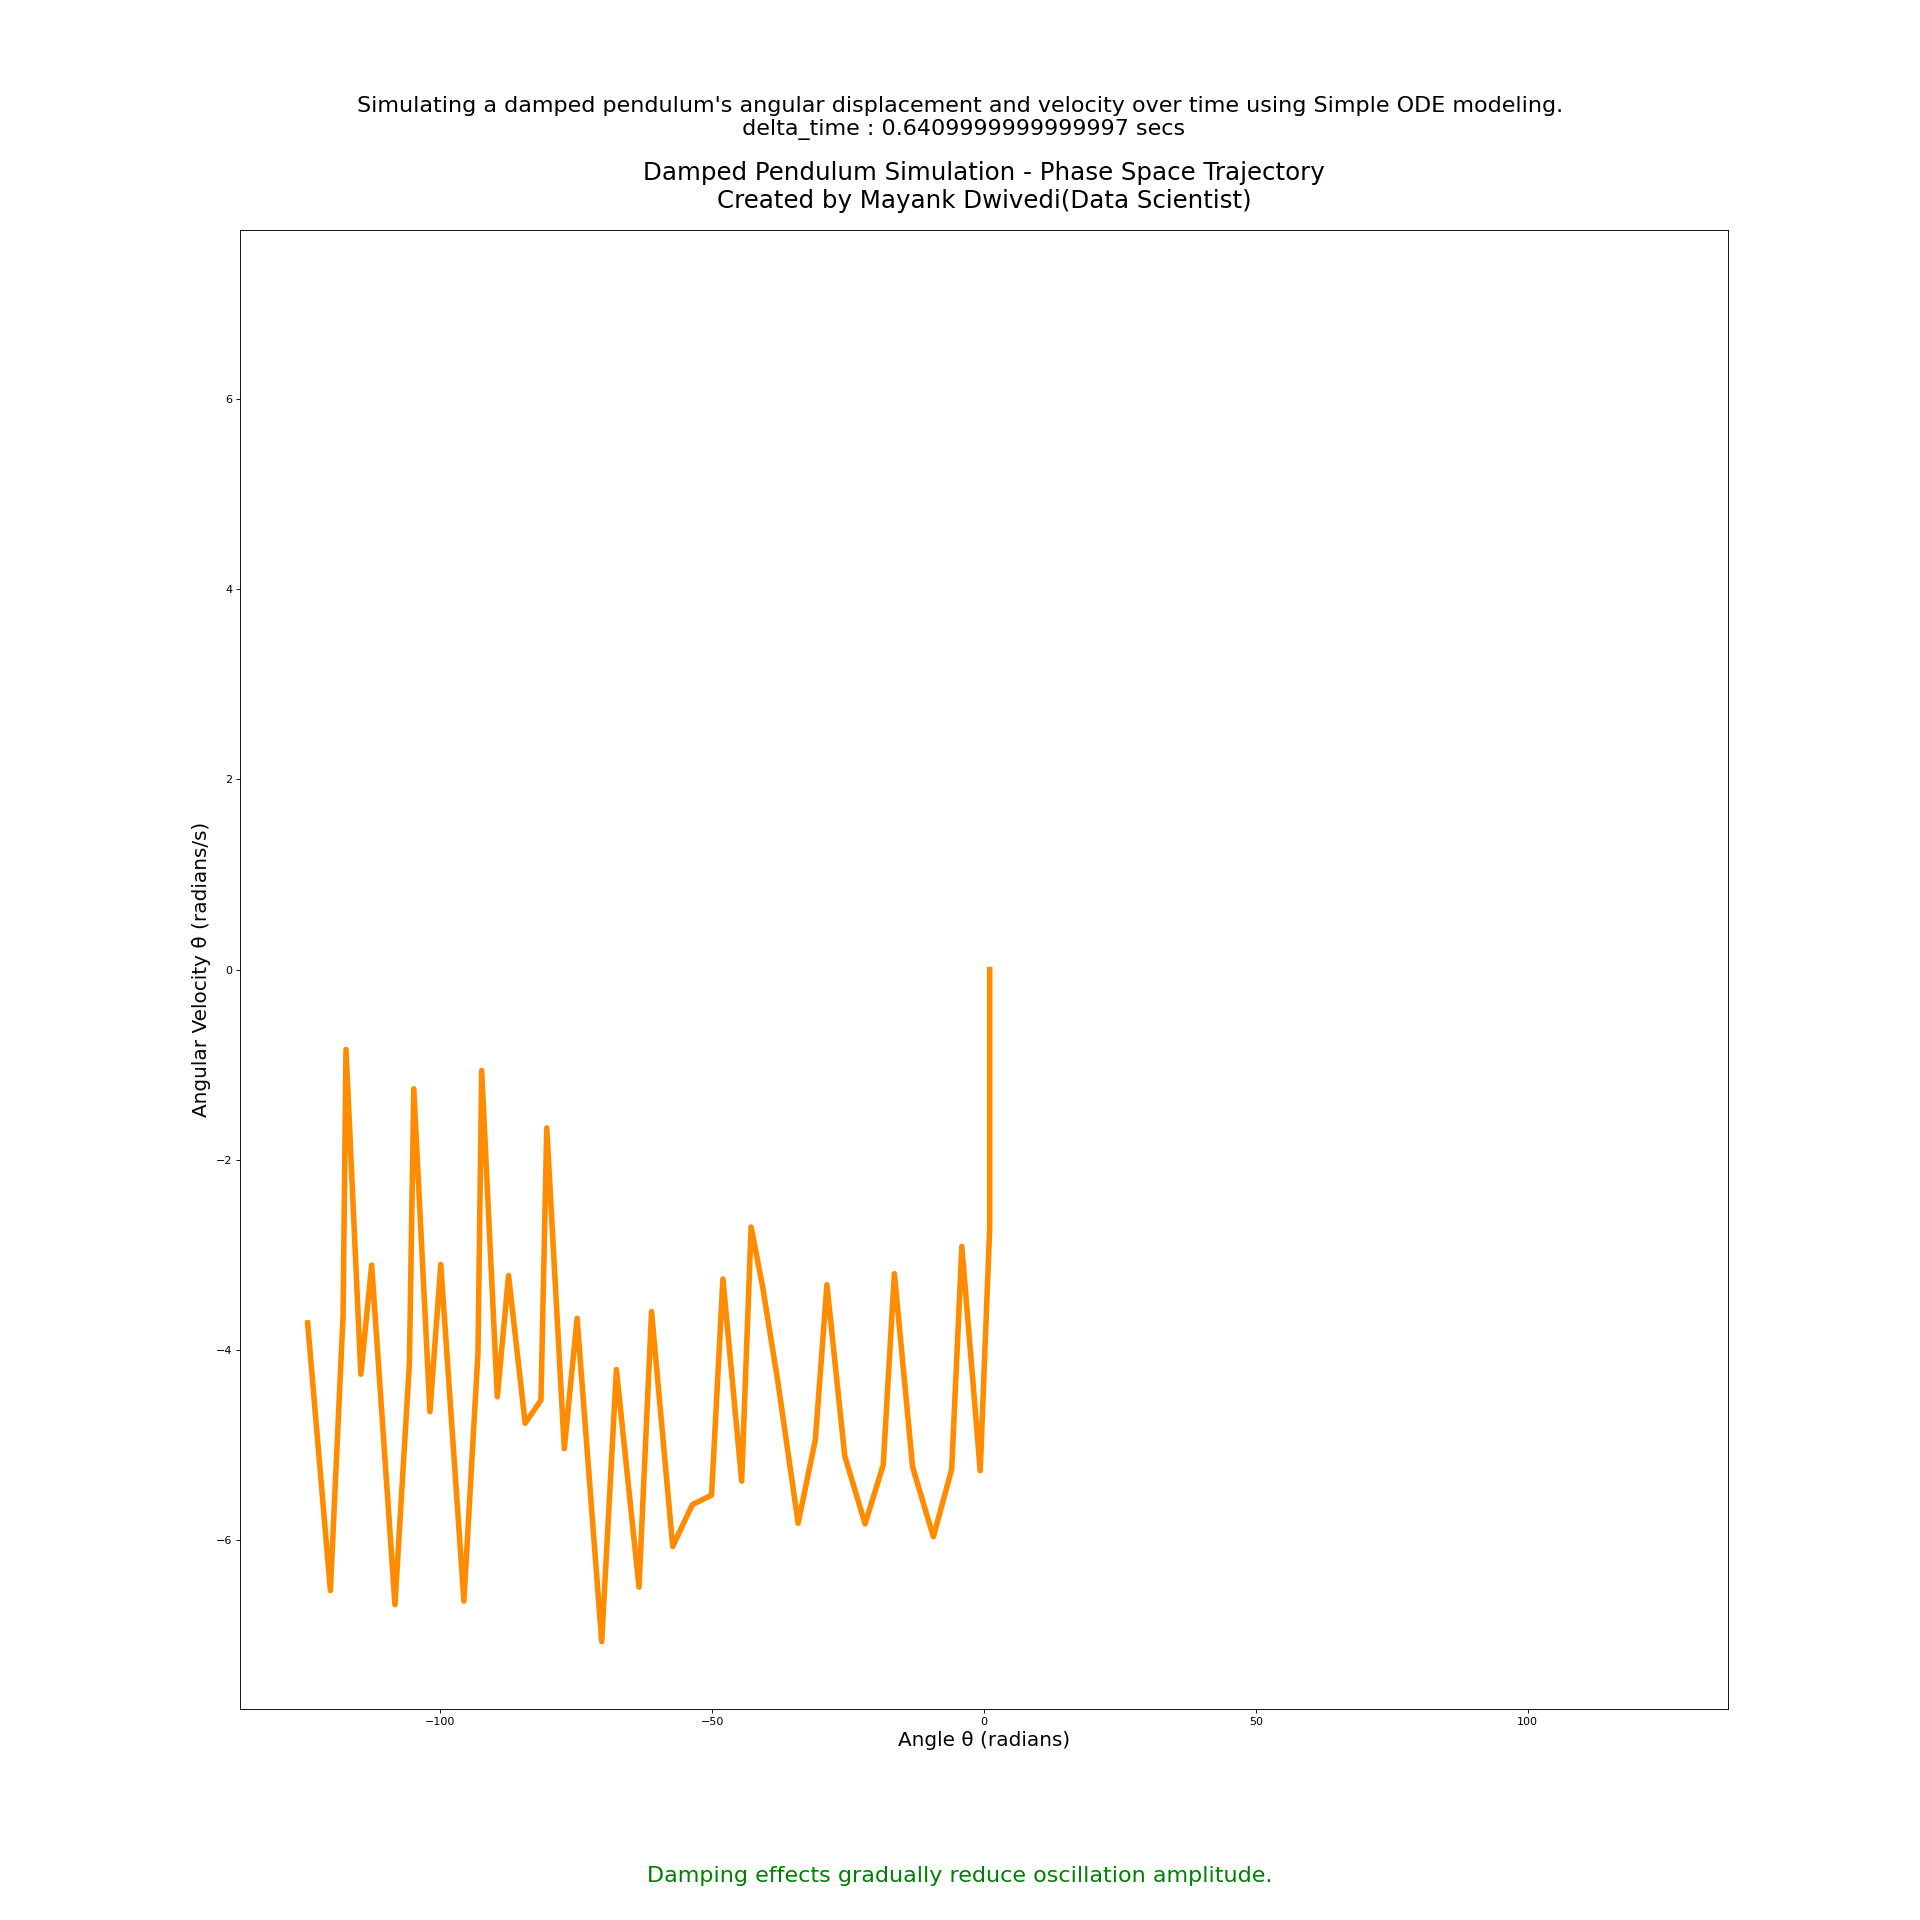 Simulating a damped pendulum's angular displacement and velocity over time using Simple ODE modeling.
delta_time : 0.6409999999999997 secs
Damped Pendulum Simulation - Phase Space Trajectory
Created by Mayank Dwivedi(Data Scientist)
Angular Velocity θ (radians/s)
6
4
2
0
−2
−4
−6
−100
−50
0
50
100
Angle θ (radians)
Damping effects gradually reduce oscillation amplitude.